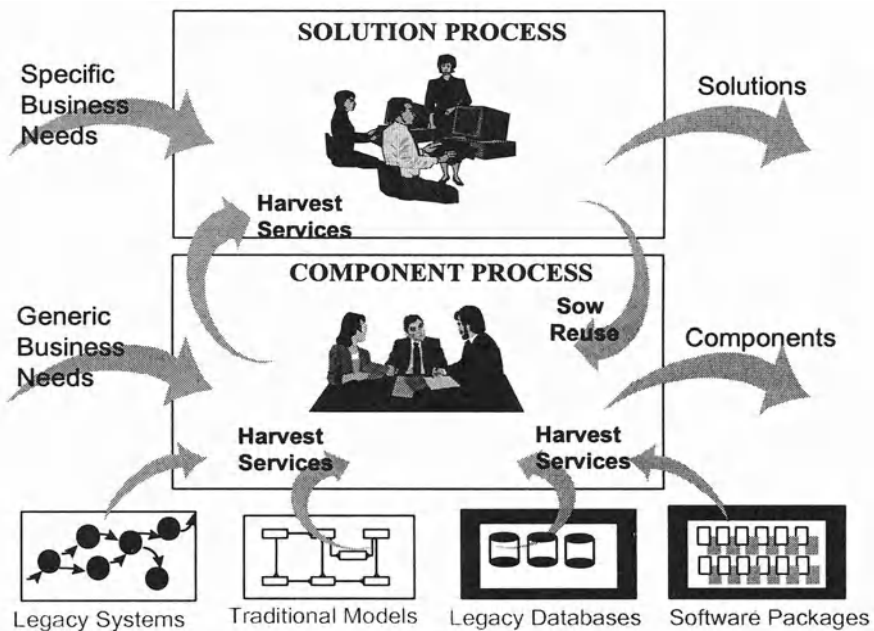 SOLUTION PROCESS
Specific
Business
Needs
Solutions
Harvest
Services
COMPONENT PROCESS
Sow
Reuse
Generic
Business
Needs
Components
Harvest
Services
Harvest
Services
Legacy Systems
Traditional Models
Legacy Databases
Software Packages